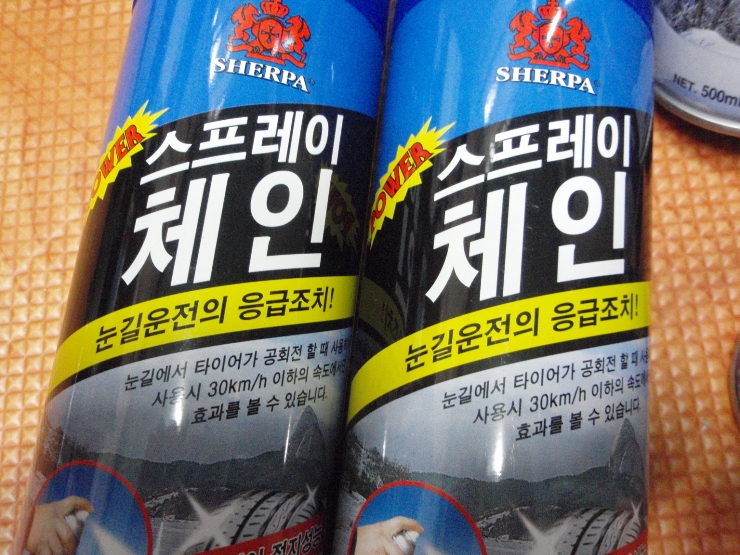 SHERPA
POWER
스프레이
체인
눈길운전의 응급조치!
눈길에서 타이어가 공회전 할 때
사용시 30km/h 이하의 속도에서
효과를 볼 수 있습니다.
SHERPA
POWER
스프레이
체인
눈길운전의 응급조치!
눈길에서 타이어가 공회전 할 때
사용시 30km/h 이하의 속도에서
효과를 볼 수 있습니다.
NET. 500ml